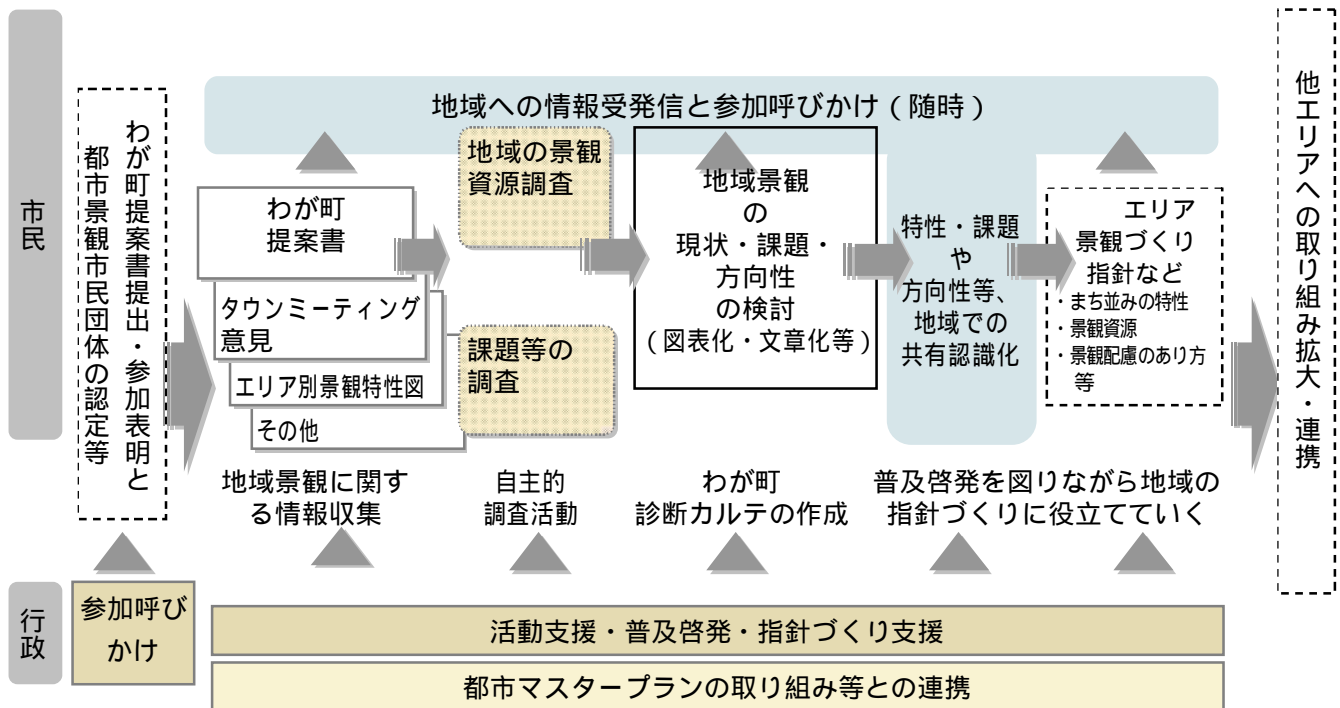 市民
わが町提案書提出・参加表明と
都市景観市民団体の認定等
地域への情報受発信と参加呼びかけ（随時）
わが町
提案書
タウンミーティング
意見
エリア別景観特性図
その他
地域の景観
資源調査
課題等の
調査
地域景観
の
現状・課題・
方向性
の検討
（図表化・文章化等）
特性・課題
や
方向性等、
地域での
共有認識化
エリア
景観づくり
指針など
・まち並みの特性
・景観資源
・景観配慮のあり方
等
他エリアへの取り組み拡大・連携
地域景観に関す
る情報収集
自主的
調査活動
わが町
診断カルテの作成
普及啓発を図りながら地域の
指針づくりに役立てていく
行政
参加呼び
かけ
活動支援・普及啓発・指針づくり支援
都市マスタープランの取り組み等との連携